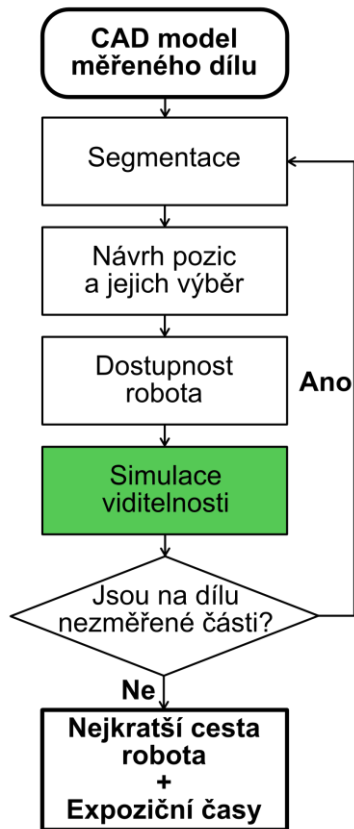 CAD model
měřeného dílu
Segmentace
Návrh pozic
a jejich výběr
Dostupnost
robota
Ano
Simulace
viditelnosti
Jsou na dílu
nezměřené části?
Ne
Nejkratší cesta
robota
+
Expoziční časy